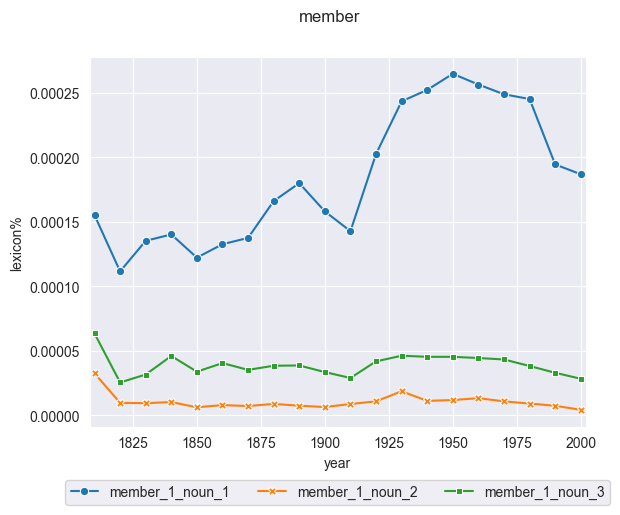 member
0.00025
0.00020
0.00015
0.00010
0.00005
0.00000
lexicon%
1825 1850 1875 1900 1925 1950 1975 2000
year
member_1_noun_1 member_1_noun_2 member_1_noun_3